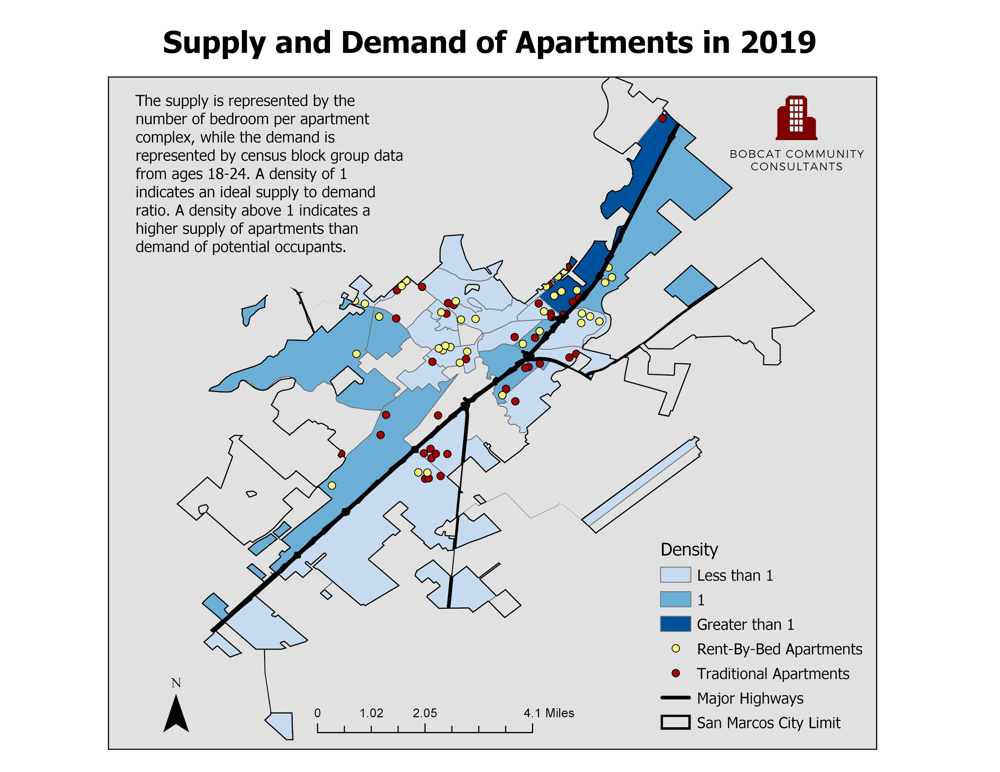 Supply and Demand of Apartments in 2019
The supply is represented by the
number of bedroom per apartment
complex, while the demand is
represented by census block group data
from ages 18-24. A density of 1
indicates an ideal supply to demand
ratio. A density above 1 indicates a
higher supply of apartments than
demand of potential occupants.
BOBCAT COMMUNITY
CONSULTANTS
Density
Less than 1
1
Greater than 1
Rent-By-Bed Apartments
Traditional Apartments
Major Highways
San Marcos City Limit
N
0 1.02 2.05 4.1 Miles